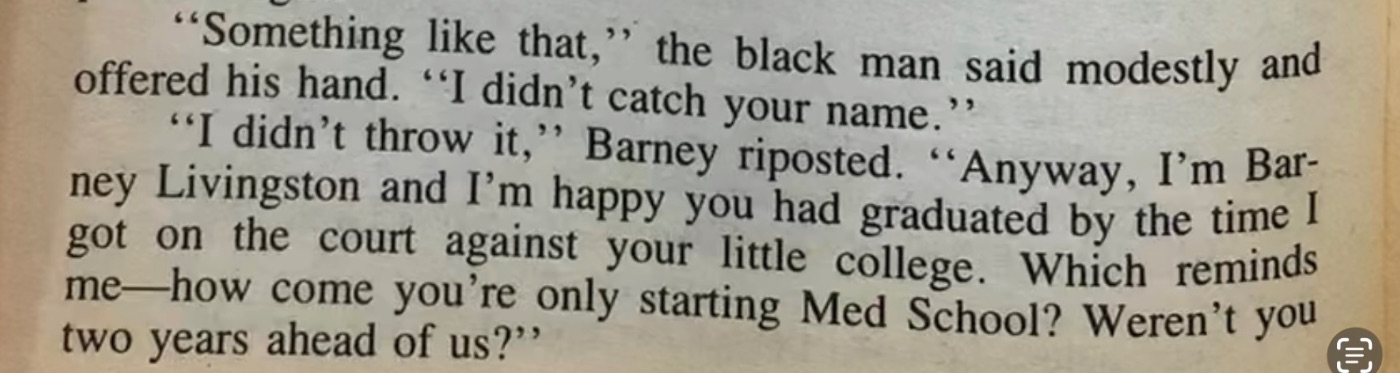 “Something like that,” the black man said modestly and
offered his hand. “I didn’t catch your name.”
“I didn’t throw it,” Barney riposted. “Anyway, I’m Bar-
ney Livingston and I’m happy you had graduated by the time I
got on the court against your little college. Which reminds
me—how come you’re only starting Med School? Weren’t you
two years ahead of us?”